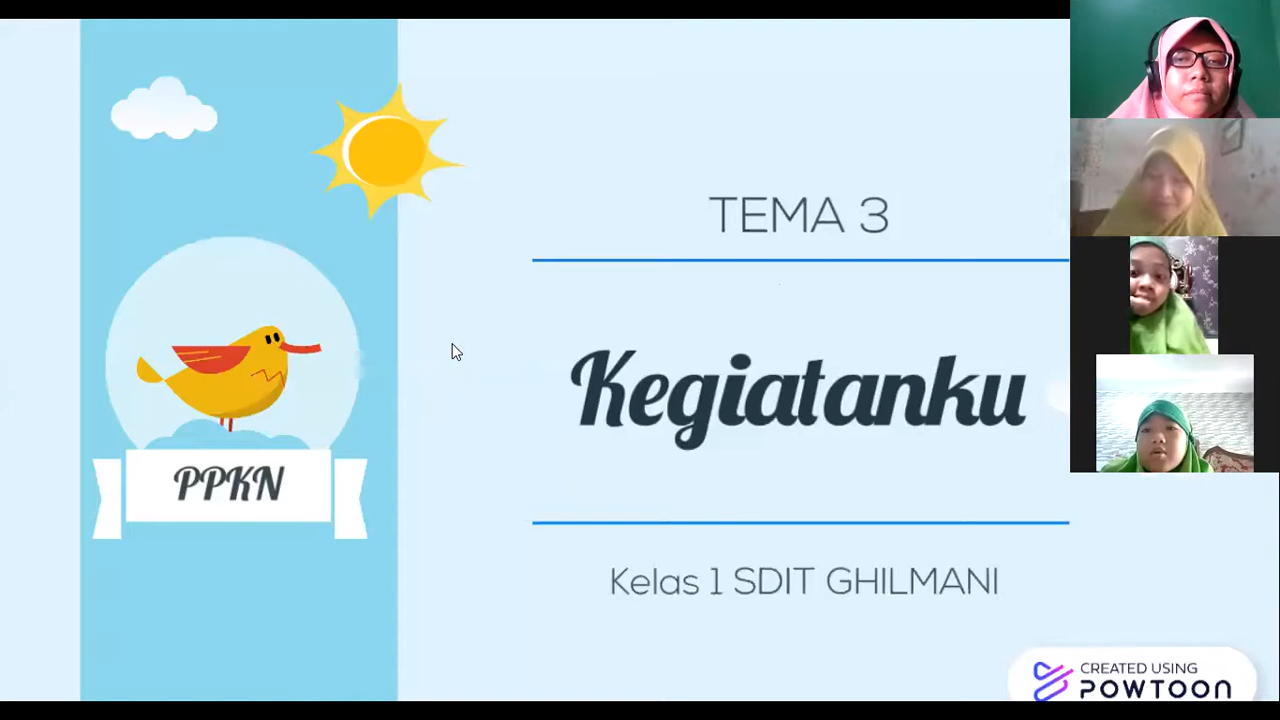 TEMA 3
Kegiatanku
PPKN
Kelas 1 SDIT GHILMANI
CREATED USING
POWTOON